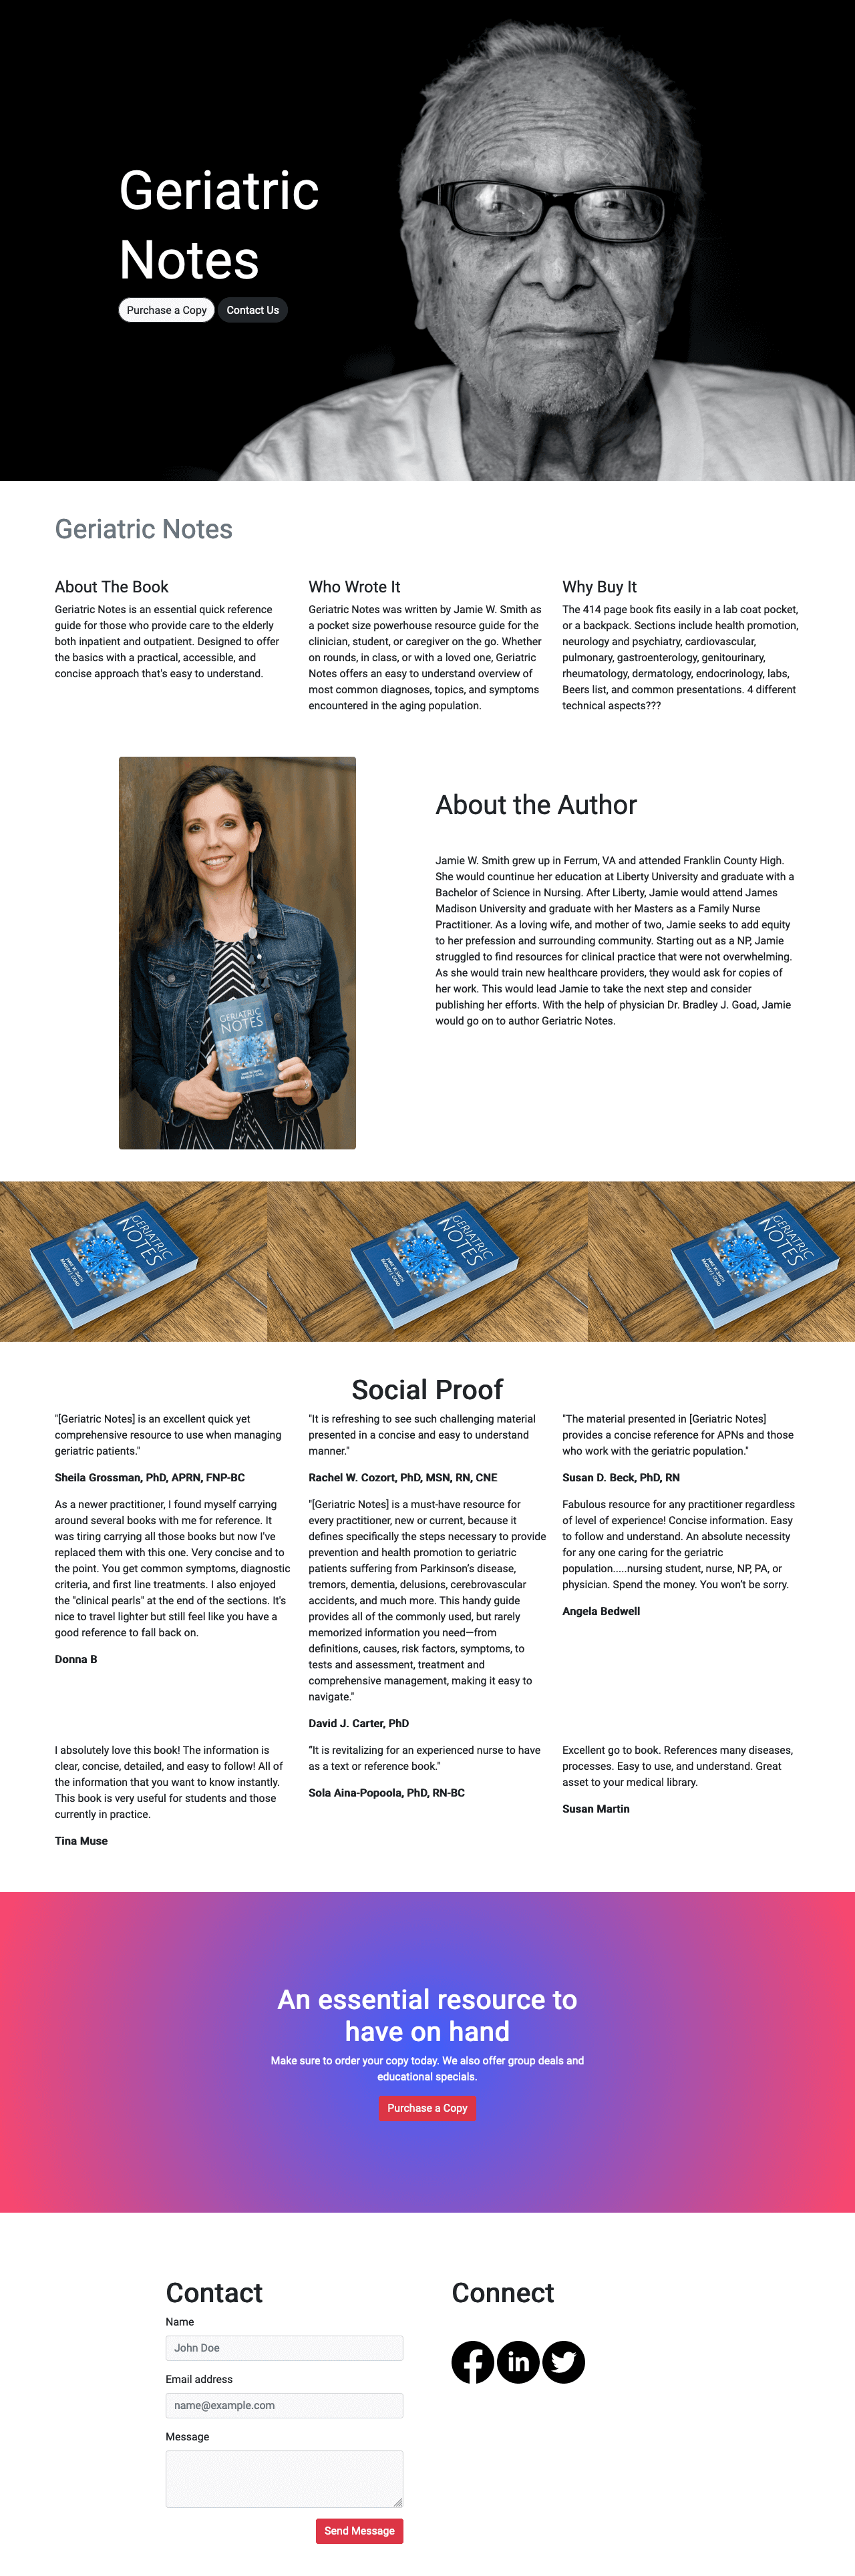 Geriatric
Notes
Purchase a Copy
Contact Us
Geriatric Notes
About The Book
Geriatric Notes is an essential quick reference
guide for those who provide care to the elderly
both inpatient and outpatient. Designed to offer
the basics with a practical, accessible, and
concise approach that's easy to understand.
Who Wrote It
Geriatric Notes was written by Jamie W. Smith as
a pocket size powerhouse resource guide for the
clinician, student, or caregiver on the go. Whether
on rounds, in class, or with a loved one, Geriatric
Notes offers an easy to understand overview of
most common diagnoses, topics, and symptoms
encountered in the aging population.
Why Buy It
The 414 page book fits easily in a lab coat pocket,
or a backpack. Sections include health promotion,
neurology and psychiatry, cardiovascular,
pulmonary, gastroenterology, genitourinary,
rheumatology, dermatology, endocrinology, labs,
Beers list, and common presentations. 4 different
technical aspects???
GERIATRIC
NOTES
About the Author
Jamie W. Smith grew up in Ferrum, VA and attended Franklin County High.
She would countinue her education at Liberty University and graduate with a
Bachelor of Science in Nursing. After Liberty, Jamie would attend James
Madison University and graduate with her Masters as a Family Nurse
Practitioner. As a loving wife, and mother of two, Jamie seeks to add equity
to her prefession and surrounding community. Starting out as a NP, Jamie
struggled to find resources for clinical practice that were not overwhelming.
As she would train new healthcare providers, they would ask for copies of
her work. This would lead Jamie to take the next step and consider
publishing her efforts. With the help of physician Dr. Bradley J. Goad, Jamie
would go on to author Geriatric Notes.
GERIATRIC
NOTES
JAMIE W. SMITH
BRADLEY J. GOAD
GERIATRIC
NOTES
JAMIE W. SMITH
BRADLEY J. GOAD
GERIATRIC
NOTES
JAMIE W. SMITH
BRADLEY J. GOAD
Social Proof
"[Geriatric Notes] is an excellent quick yet
comprehensive resource to use when managing
geriatric patients."
Sheila Grossman, PhD, APRN, FNP-BC
"It is refreshing to see such challenging material
presented in a concise and easy to understand
manner."
Rachel W. Cozort, PhD, MSN, RN, CNE
"The material presented in [Geriatric Notes]
provides a concise reference for APNs and those
who work with the geriatric population."
Susan D. Beck, PhD, RN
As a newer practitioner, I found myself carrying
around several books with me for reference. It
was tiring carrying all those books but now I've
replaced them with this one. Very concise and to
the point. You get common symptoms, diagnostic
criteria, and first line treatments. I also enjoyed
the "clinical pearls" at the end of the sections. It's
nice to travel lighter but still feel like you have a
good reference to fall back on.
Donna B
"[Geriatric Notes] is a must-have resource for
every practitioner, new or current, because it
defines specifically the steps necessary to provide
prevention and health promotion to geriatric
patients suffering from Parkinson's disease,
tremors, dementia, delusions, cerebrovascular
accidents, and much more. This handy guide
provides all of the commonly used, but rarely
memorized information you need—from
definitions, causes, risk factors, symptoms, to
tests and assessment, treatment and
comprehensive management, making it easy to
navigate."
David J. Carter, PhD
Fabulous resource for any practitioner regardless
of level of experience! Concise information. Easy
to follow and understand. An absolute necessity
for any one caring for the geriatric
population.....nursing student, nurse, NP, PA, or
physician. Spend the money. You won't be sorry.
Angela Bedwell
I absolutely love this book! The information is
clear, concise, detailed, and easy to follow! All of
the information that you want to know instantly.
This book is very useful for students and those
currently in practice.
Tina Muse
"It is revitalizing for an experienced nurse to have
as a text or reference book."
Sola Aina-Popoola, PhD, RN-BC
Excellent go to book. References many diseases,
processes. Easy to use, and understand. Great
asset to your medical library.
Susan Martin
An essential resource to
have on hand
Make sure to order your copy today. We also offer group deals and
educational specials.
Purchase a Copy
Contact
Name
John Doe
Email address
name@example.com
Message
Send Message
Connect